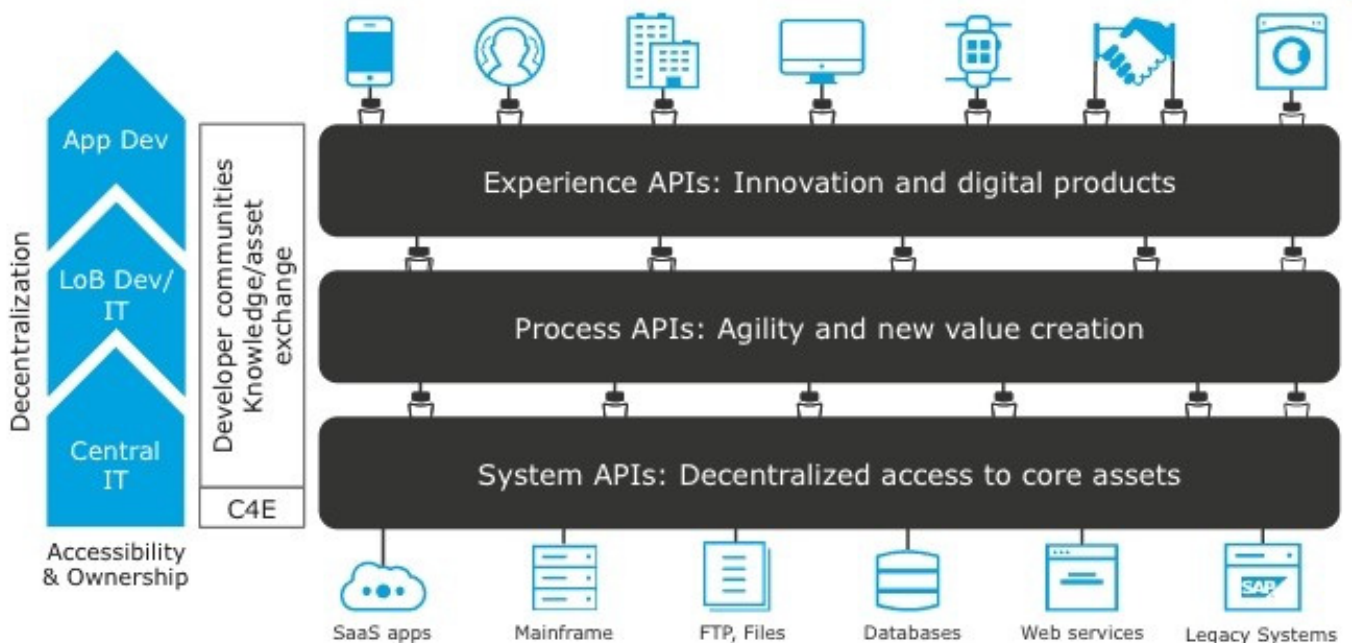 Decentralization
App Dev
LoB Dev/
IT
Central
IT
Accessibility
& Ownership
Developer communities
Knowledge/asset
exchange
C4E
Experience APIs: Innovation and digital products
Process APIs: Agility and new value creation
System APIs: Decentralized access to core assets
SaaS apps
Mainframe
FTP, Files
Databases
Web services
SAP
Legacy Systems